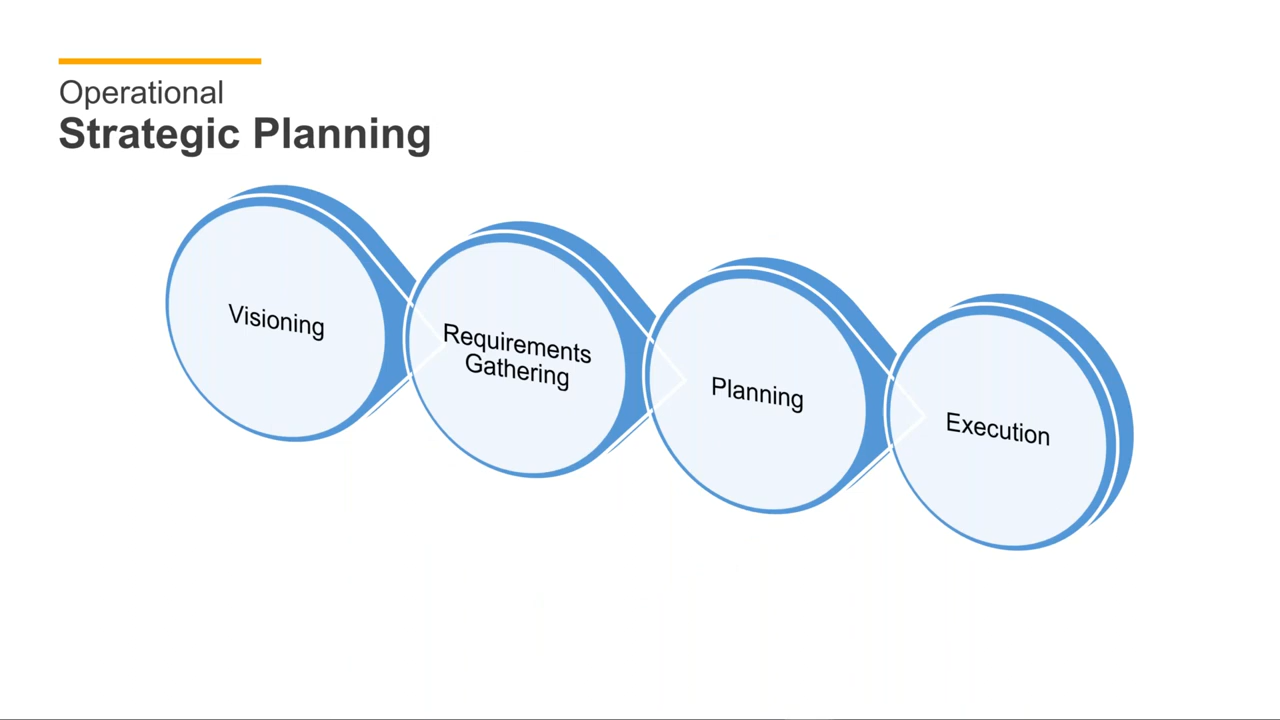 Operational
Strategic Planning
Visioning
Requirements
Gathering
Planning
Execution